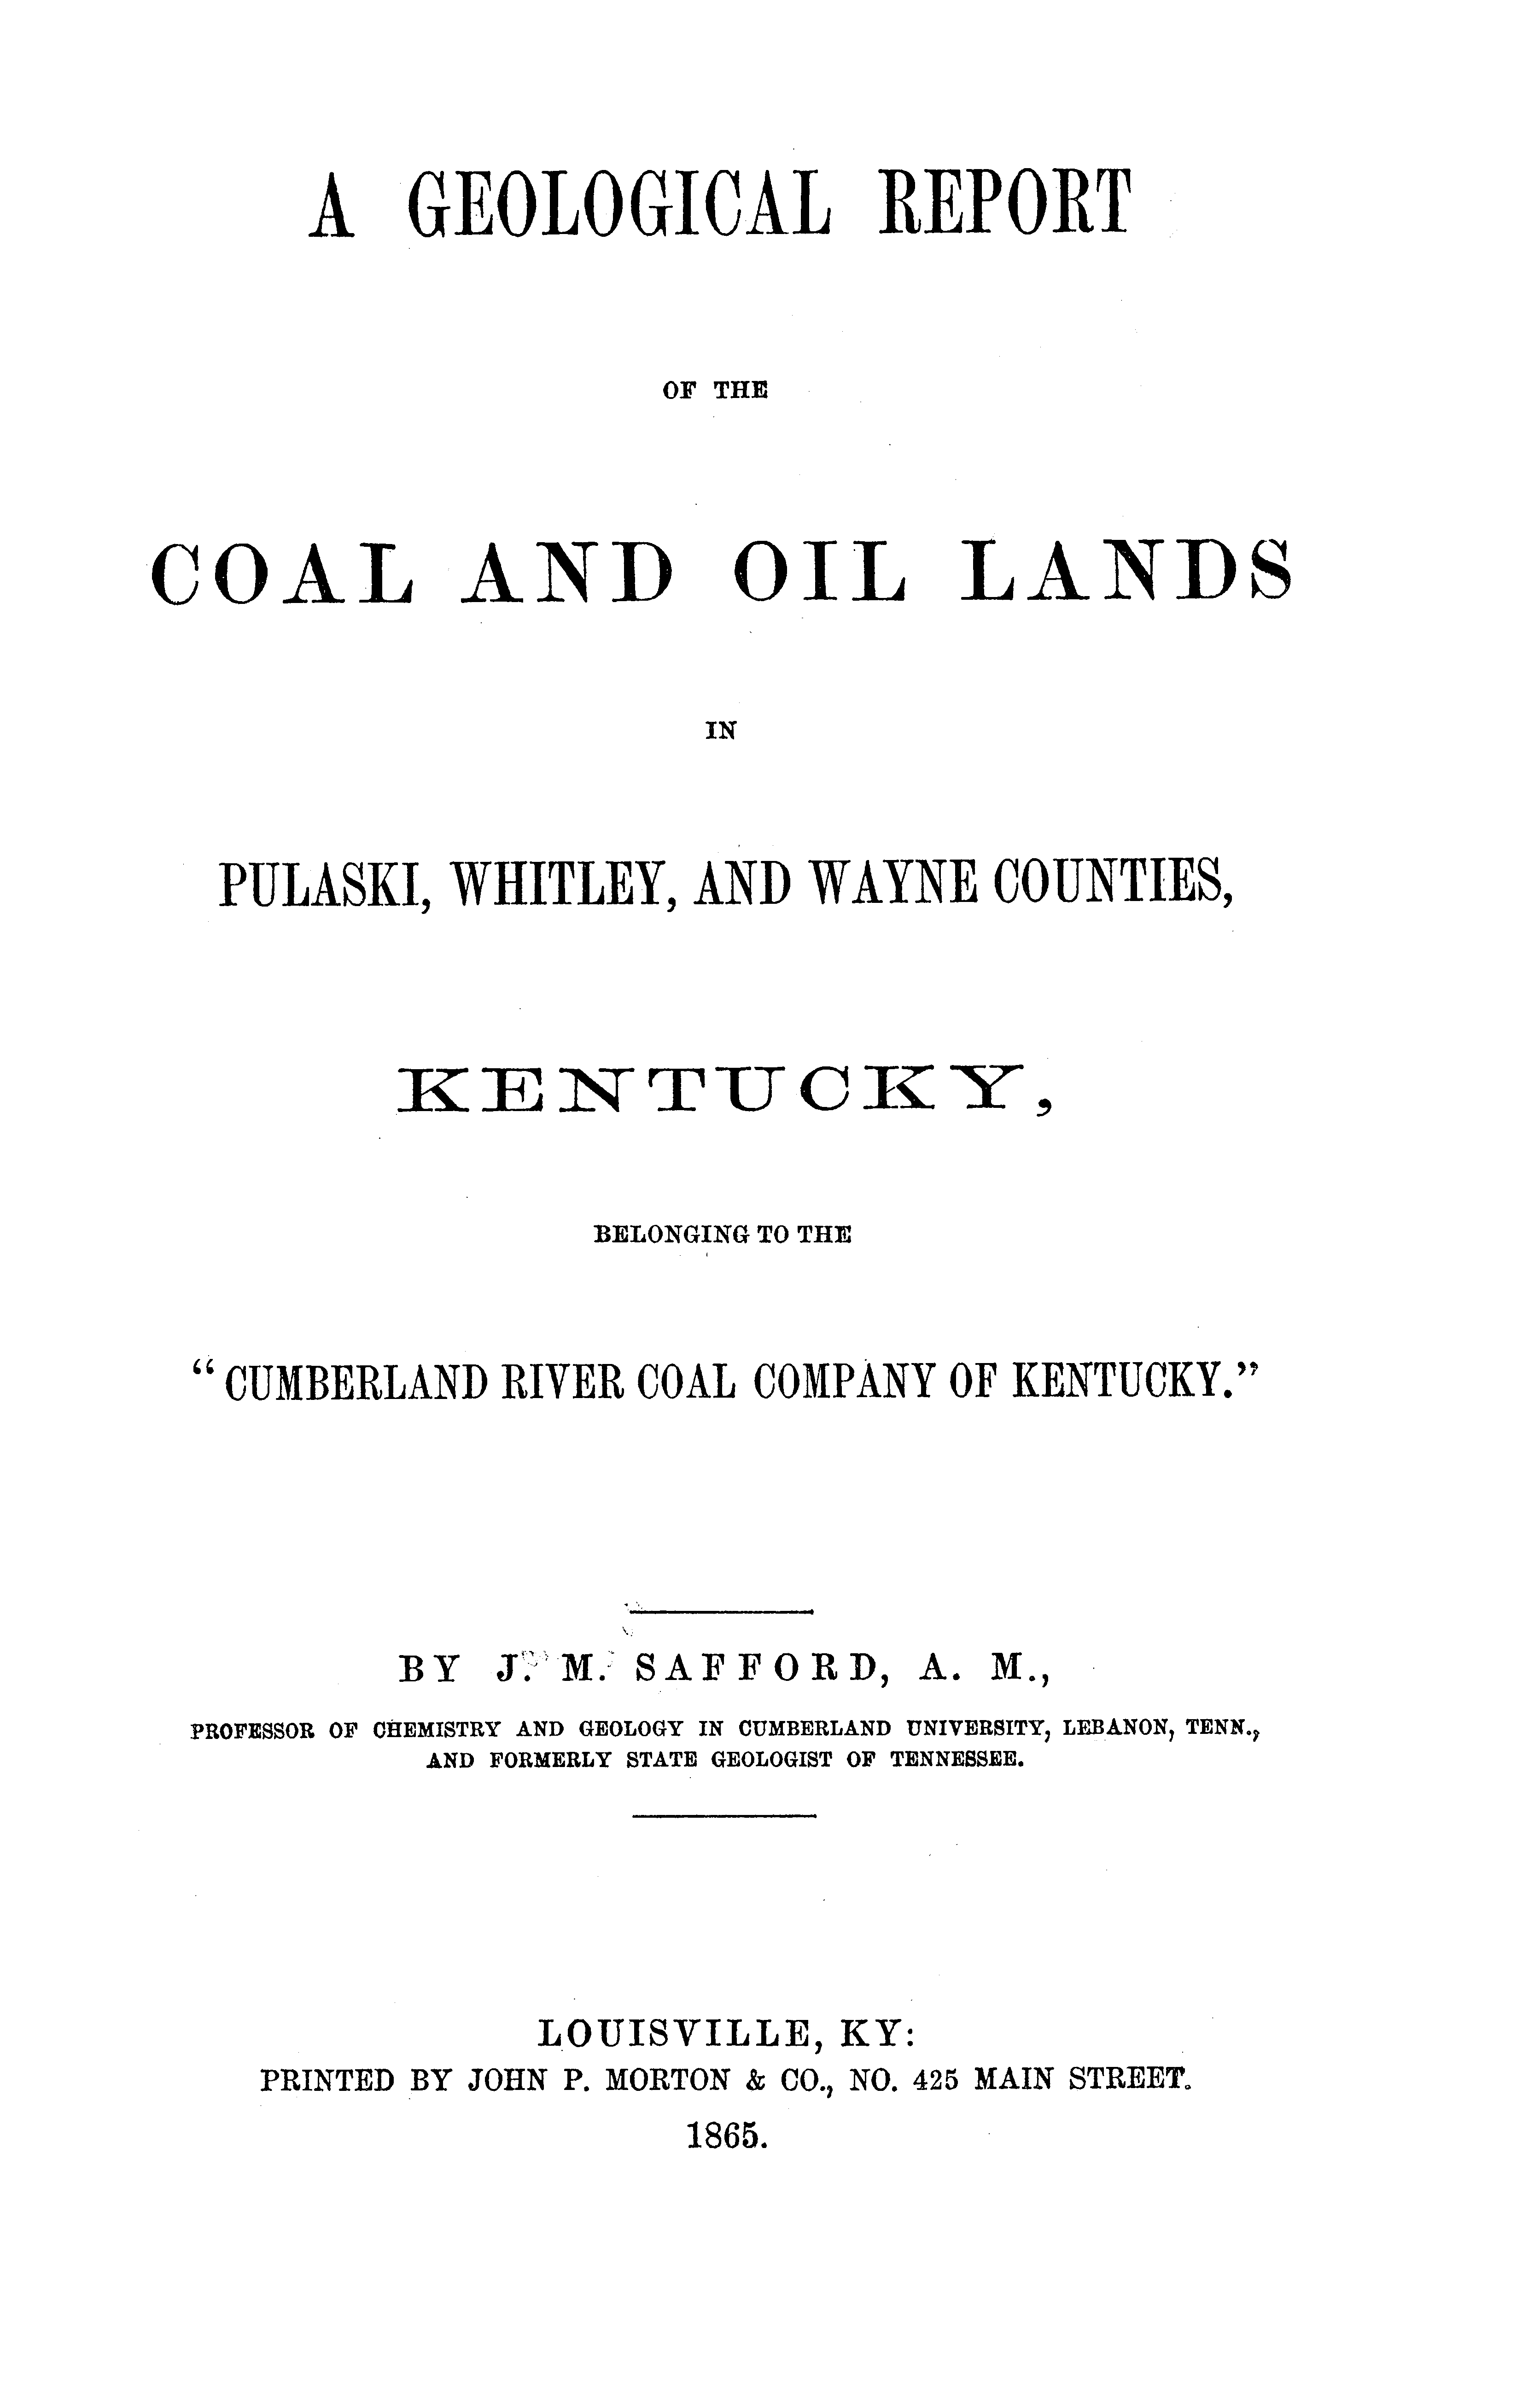 A GEOLOGICAL REPORT
OF THE
COAL AND OIL LANDS
IN
PULASKI, WHITLEY, AND WAYNE COUNTIES,
KENTUCKY,
BELONGING TO THE
"CUMBERLAND RIVER COAL COMPANY OF KENTUCKY."
BY J. M. SAFFORD, A. M.,
PROFESSOR OF CHEMISTRY AND GEOLOGY IN CUMBERLAND UNIVERSITY, LEBANON, TENN.,
AND FORMERLY STATE GEOLOGIST OF TENNESSEE.
LOUISVILLE, KY:
PRINTED BY JOHN P. MORTON & CO., NO. 425 MAIN STREET.
1865.